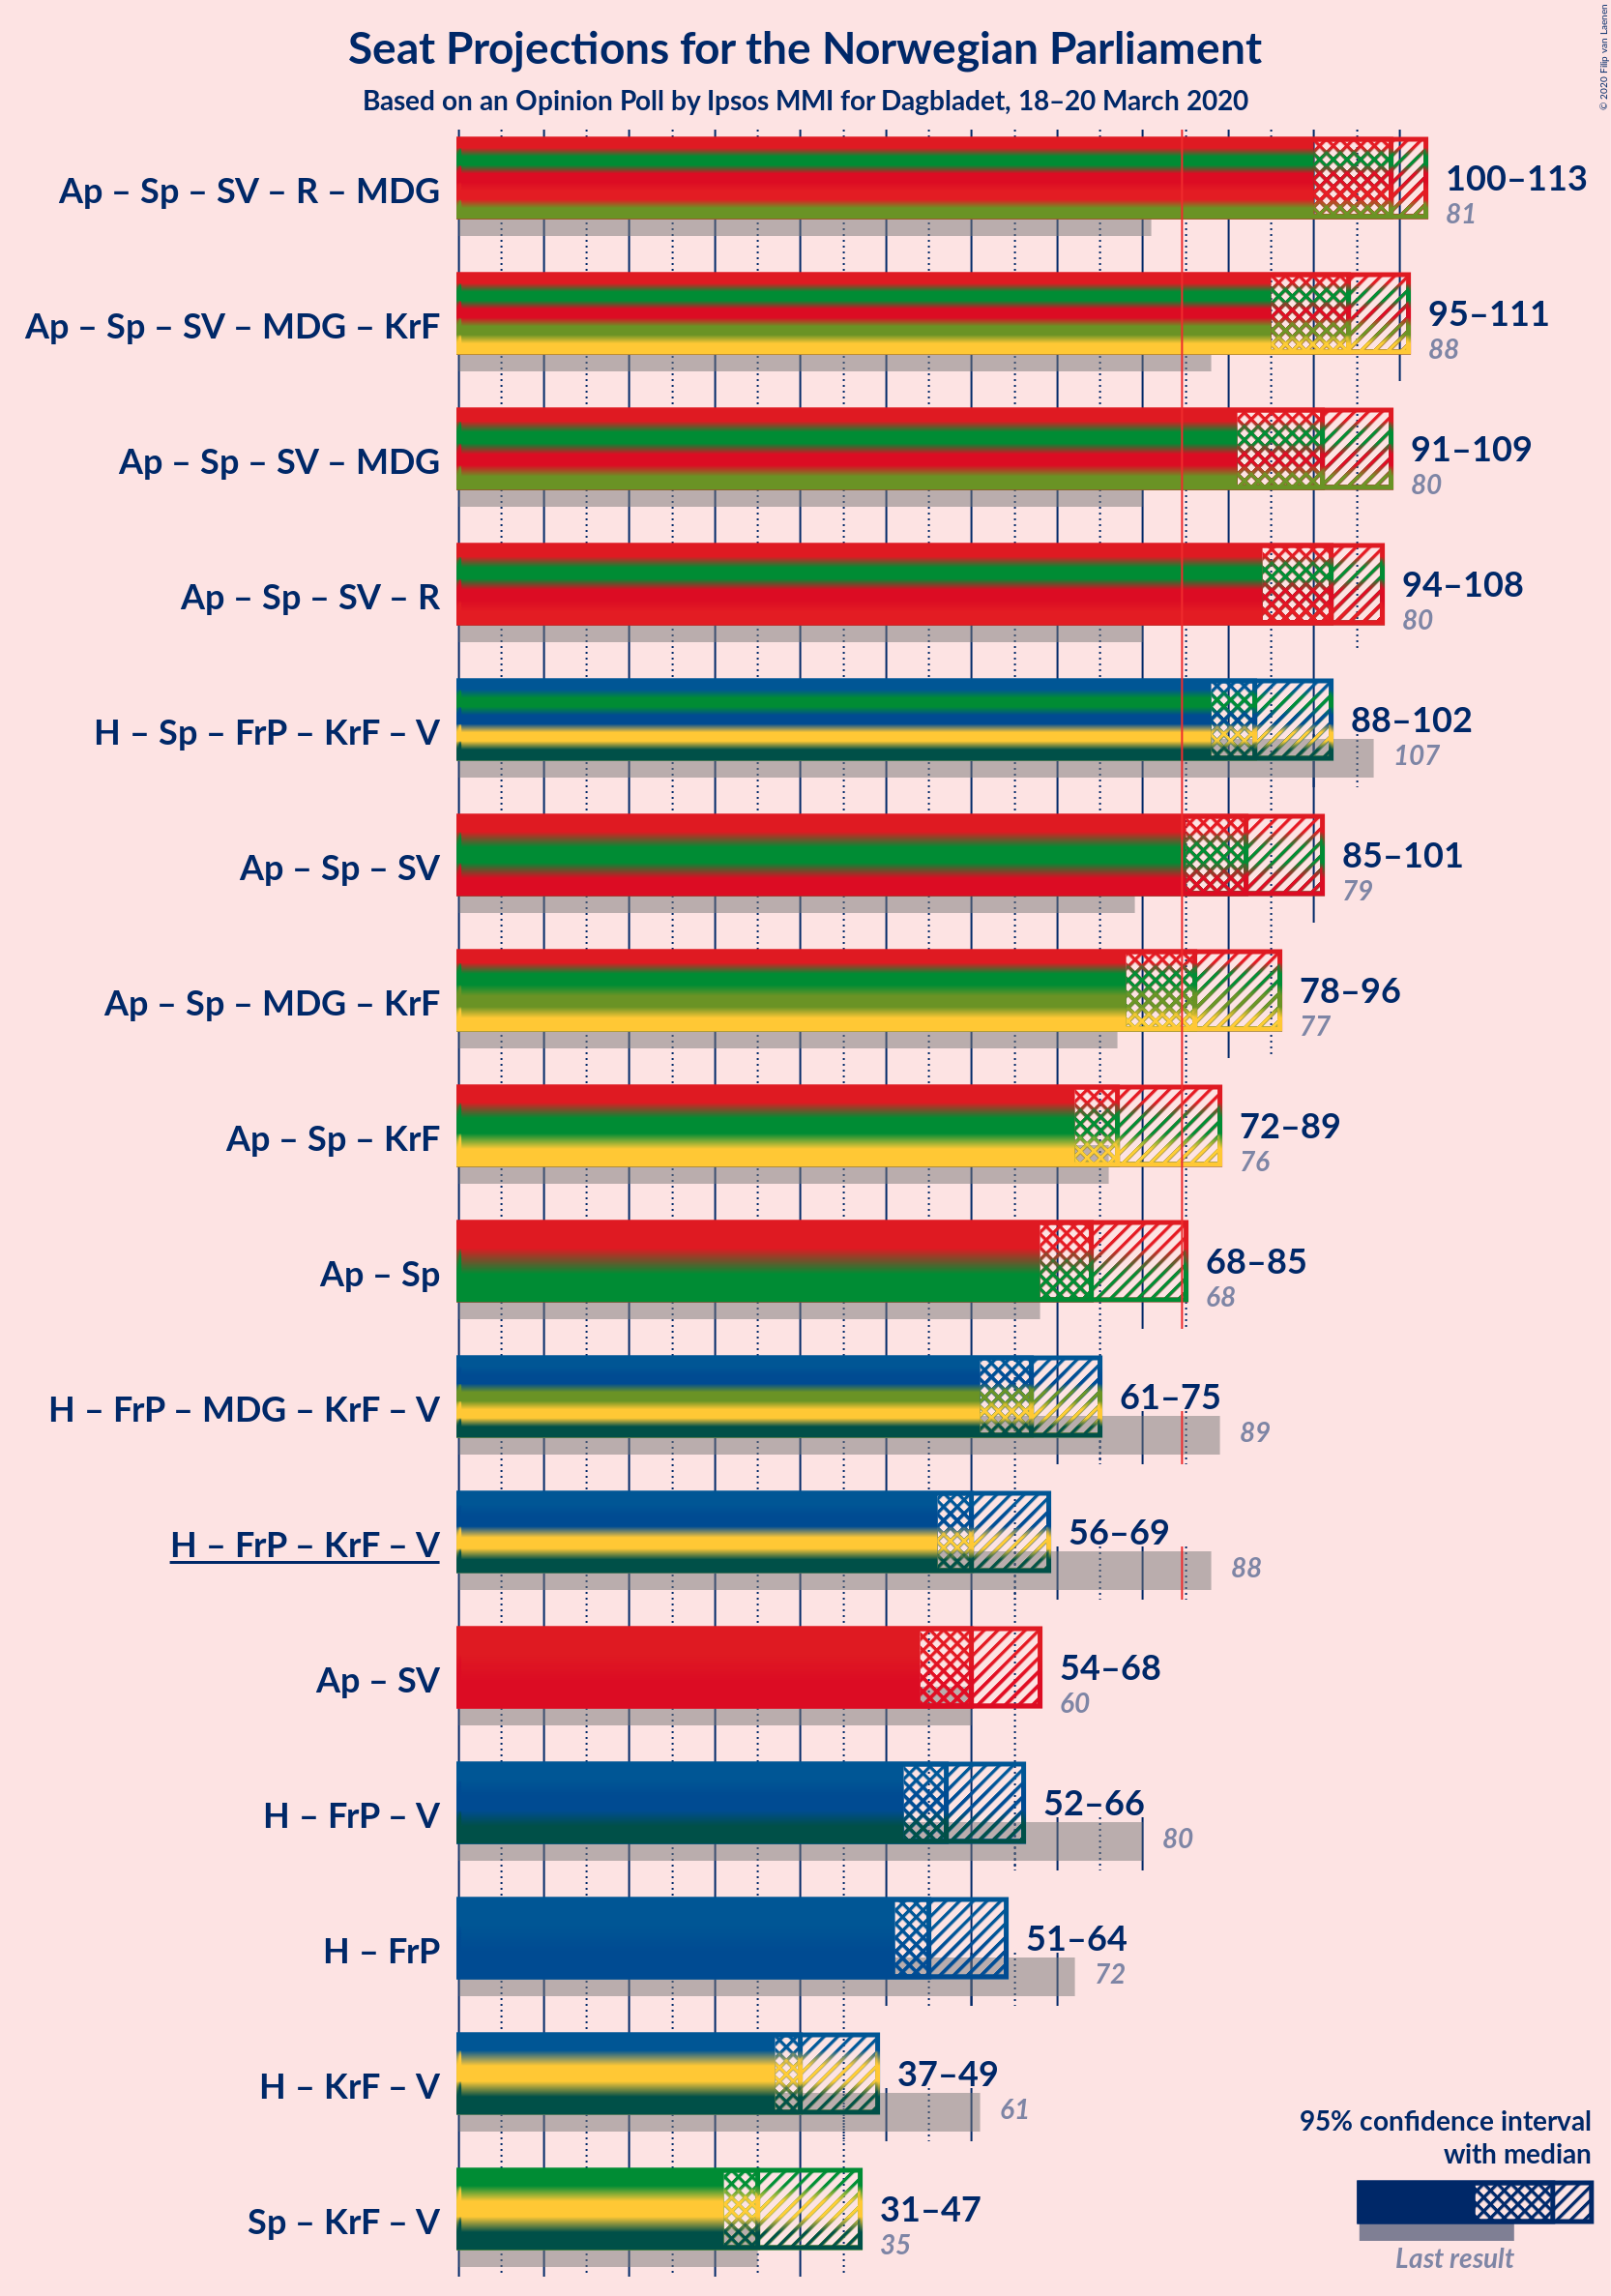 Seat Projections for the Norwegian Parliament
Based on an Opinion Poll by Ipsos MMI for Dagbladet, 18–20 March 2020
© 2020 Filip van Laenen
Ap – Sp – SV – R – MDG
100–113
81
Ap – Sp – SV – MDG – KrF
95–111
88
Ap – Sp – SV – MDG
91–109
80
Ap – Sp – SV – R
94–108
80
H – Sp – FrP – KrF – V
88–102
107
Ap – Sp – SV
85–101
79
Ap – Sp – MDG – KrF
78–96
77
Ap – Sp – KrF
72–89
76
Ap – Sp
68–85
68
H – FrP – MDG – KrF – V
61–75
89
H – FrP – KrF – V
56–69
88
Ap – SV
54–68
60
H – FrP – V
52–66
80
H – FrP
51–64
72
H – KrF – V
37–49
61
Sp – KrF – V
31–47
35
95% confidence interval
with median
Last result